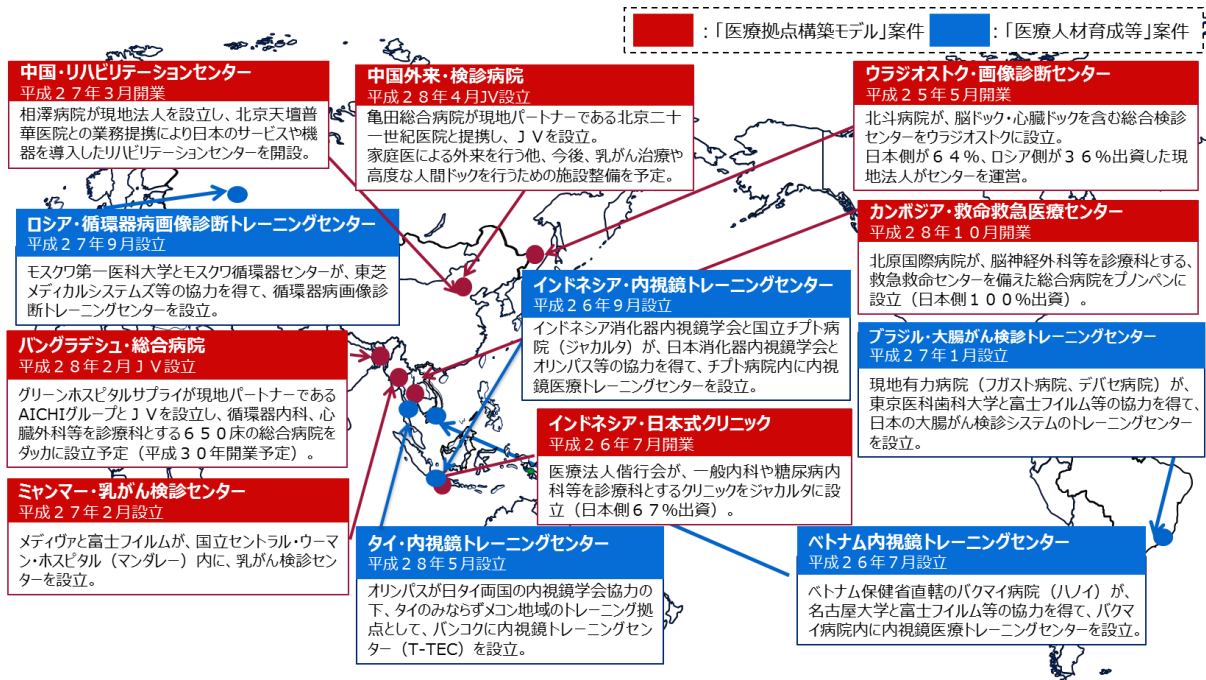 ：「医療拠点構築モデル」案件
：「医療人材育成等」案件
中国・リハビリテーションセンター
平成２７年３月開業
相澤病院が現地法人を設立し、北京天壇普
華医院との業務提携により日本のサービスや機
器を導入したリハビリテーションセンターを開設。
中国外来・検診病院
平成２８年４月JV設立
亀田総合病院が現地パートナーである北京二十
一世紀医院と提携し、ＪＶを設立。
家庭医による外来を行う他、今後、乳がん治療や
高度な人間ドックを行うための施設整備を予定。
ウラジオストク・画像診断センター
平成２５年５月開業
北斗病院が、脳ドック・心臓ドックを含む総合検診
センターをウラジオストクに設立。
日本側が６４％、ロシア側が３６％出資した現
地法人がセンターを運営。
ロシア・循環器病画像診断トレーニングセンター
平成２７年９月設立
モスクワ第一医科大学とモスクワ循環器センターが、東芝
メディカルシステムズ等の協力を得て、循環器病画像診
断トレーニングセンターを設立。
カンボジア・救命救急医療センター
平成２８年１０月開業
北原国際病院が、脳神経外科等を診療科とする、
救急救命センターを備えた総合病院をプノンペンに
設立（日本側１００％出資）。
インドネシア・内視鏡トレーニングセンター
平成２６年９月設立
インドネシア消化器内視鏡学会と国立チプト病
院（ジャカルタ）が、日本消化器内視鏡学会と
オリンパス等の協力を得て、チプト病院内に内視
鏡医療トレーニングセンターを設立。
バングラデシュ・総合病院
平成２８年２月ＪＶ設立
グリーンホスピタルサプライが現地パートナーである
AICHIグループとＪＶを設立し、循環器内科、心
臓外科等を診療科とする６５０床の総合病院を
ダッカに設立予定（平成３０年開業予定）。
ブラジル・大腸がん検診トレーニングセンター
平成２７年１月設立
現地有力病院（フガスト病院、デバセ病院）が、
東京医科歯科大学と富士フイルム等の協力を得て、
日本の大腸がん検診システムのトレーニングセンター
を設立。
インドネシア・日本式クリニック
平成２６年７月開業
医療法人偕行会が、一般内科や糖尿病内
科等を診療科とするクリニックをジャカルタに設
立（日本側６７％出資）。
ミャンマー・乳がん検診センター
平成２７年２月設立
メディヴァと富士フイルムが、国立セントラル・ウーマ
ン・ホスピタル（マンダレー）内に、乳がん検診セン
ターを設立。
タイ・内視鏡トレーニングセンター
平成２８年５月設立
オリンパスが日タイ両国の内視鏡学会協力の
下、タイのみならずメコン地域のトレーニング拠
点として、バンコクに内視鏡トレーニングセン
ター（T-TEC）を設立。
ベトナム内視鏡トレーニングセンター
平成２６年７月設立
ベトナム保健省直轄のバクマイ病院（ハノイ）が、
名古屋大学と富士フイルム等の協力を得て、バクマ
イ病院内に内視鏡医療トレーニングセンターを設立。